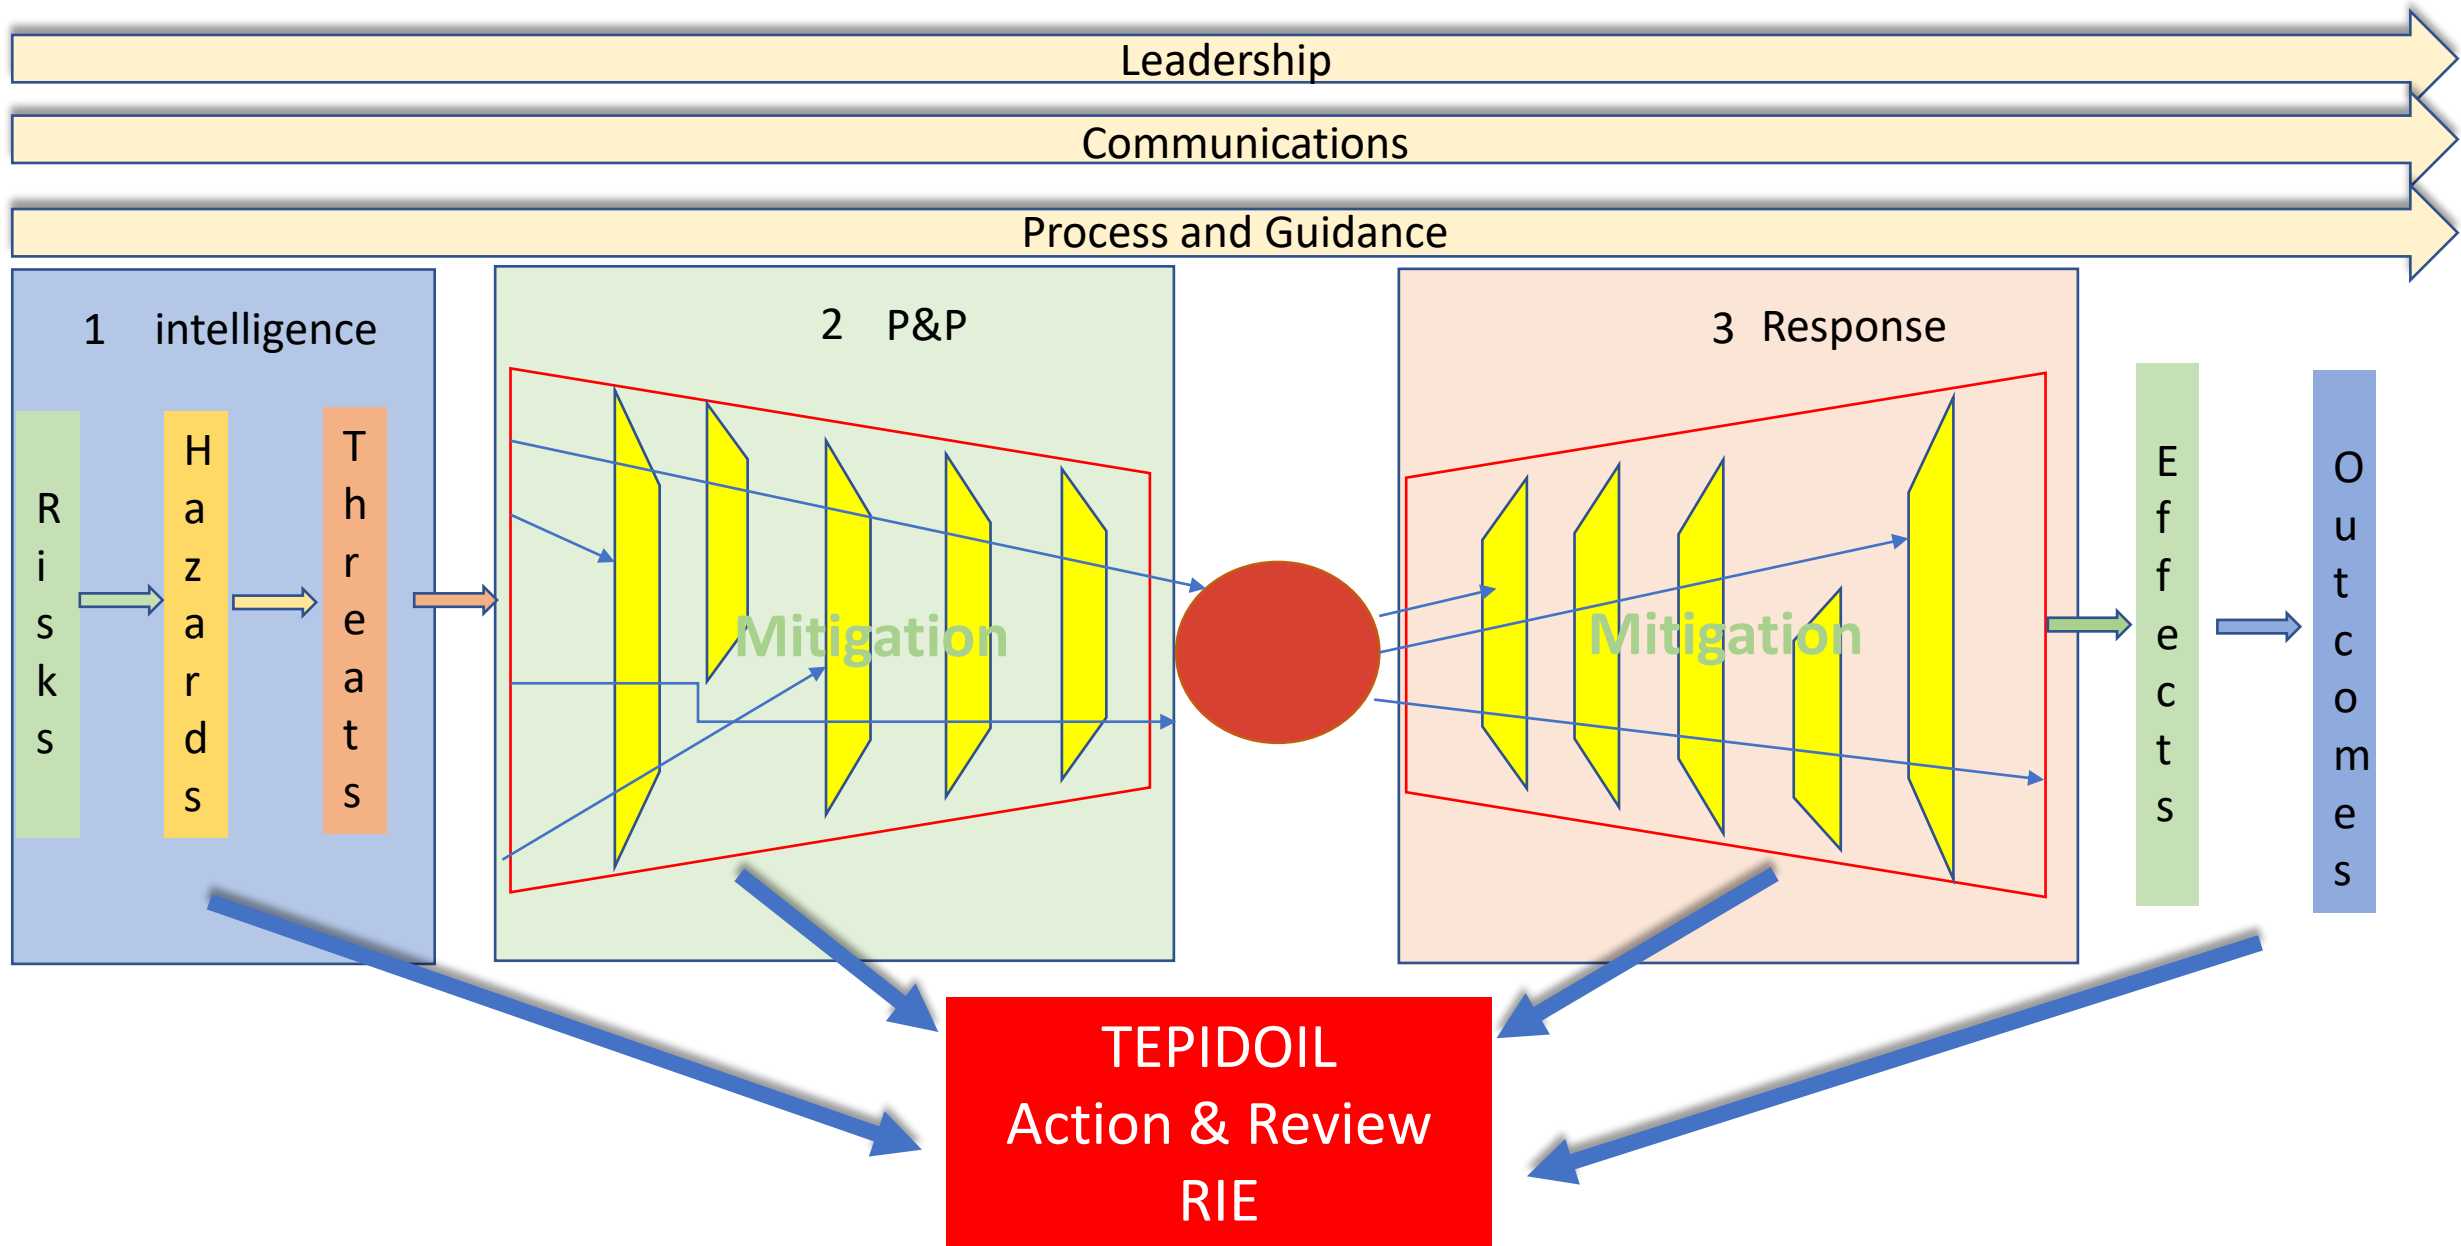 Leadership
Communications
Process and Guidance
1 intelligence
2 P&P
3 Response
Risks
Hazards
Threats
Mitigation
Mitigation
Effects
Outcomes
TEPIDOIL
Action & Review
RIE